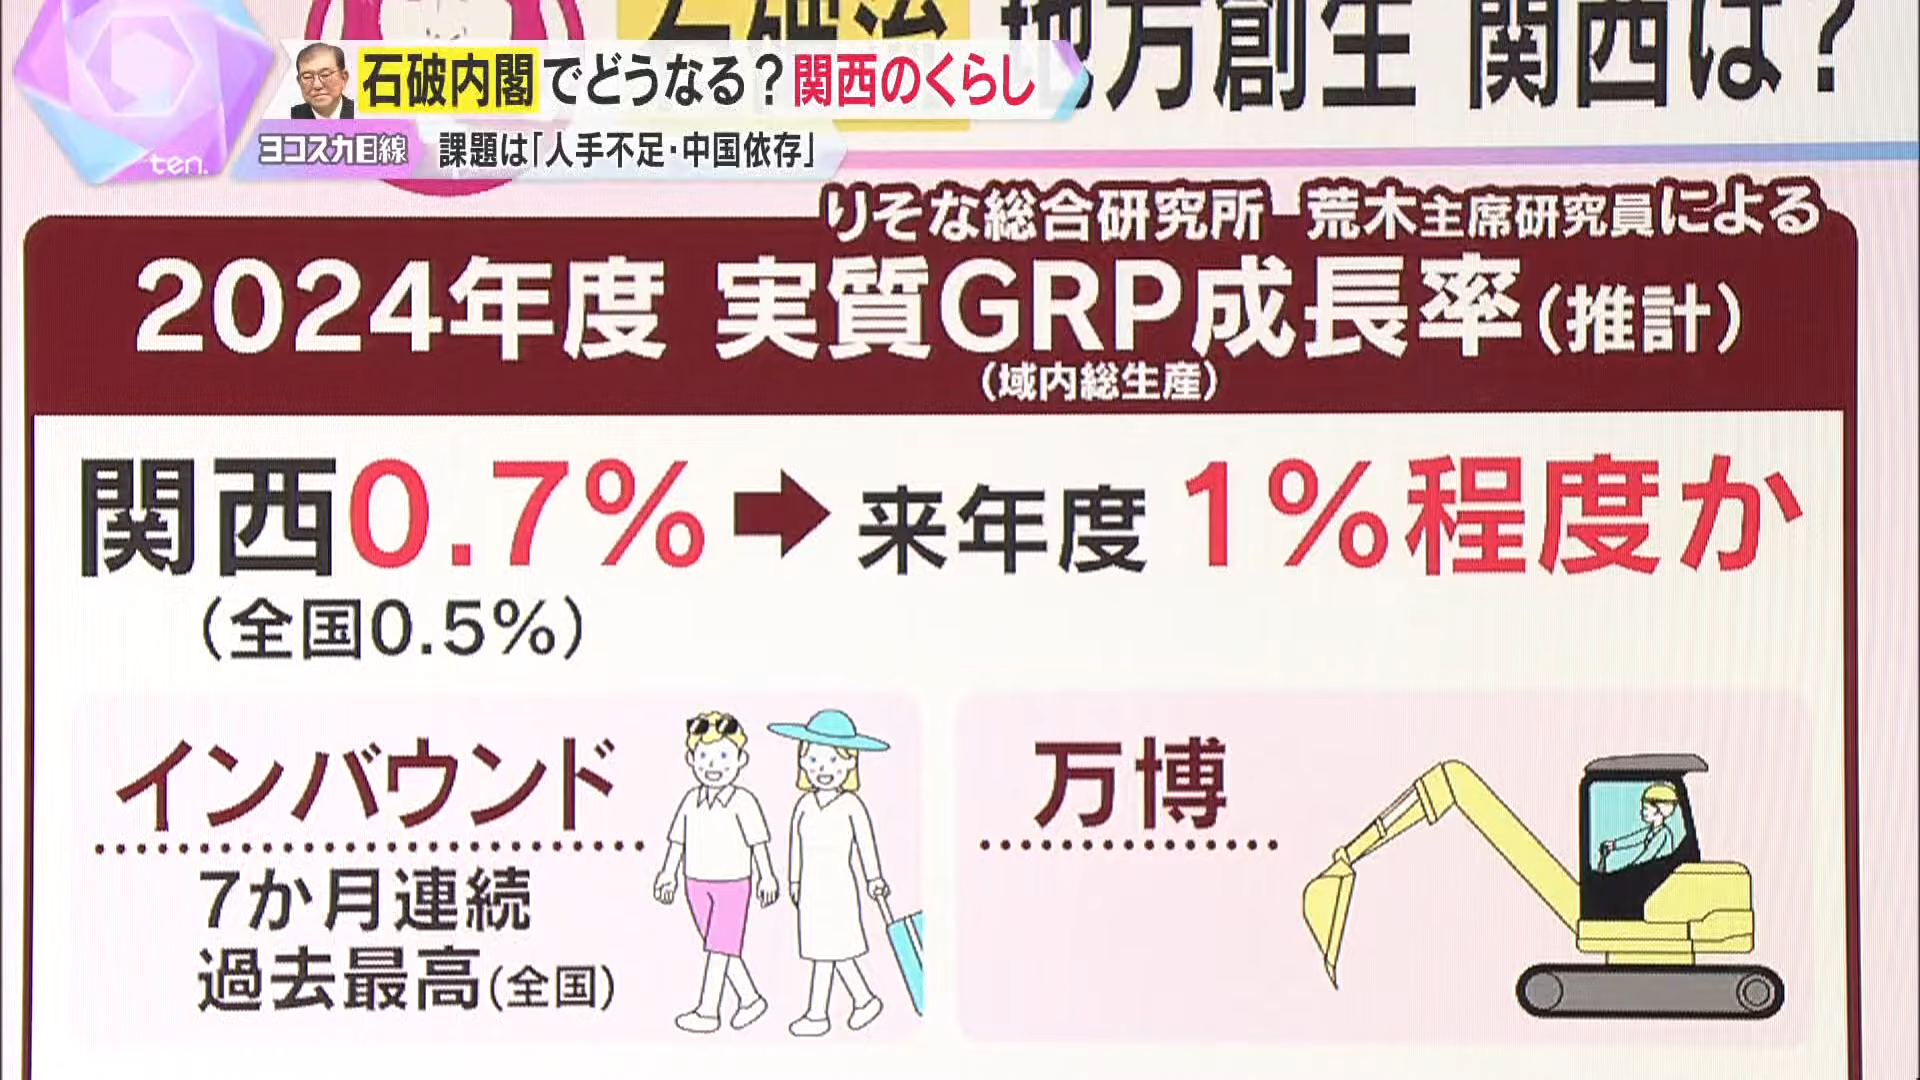 石破内閣でどうなる？関西のくらし
地方創生 関西は？
ten.
ヨコスカ目線
課題は「人手不足・中国依存」
りそな総合研究所 荒木主席研究員による
2024年度 実質GRP成長率(推計)
(域内総生産)
関西0.7%➡来年度 1%程度か
(全国0.5%)
インバウンド
7か月連続
過去最高(全国)
万博